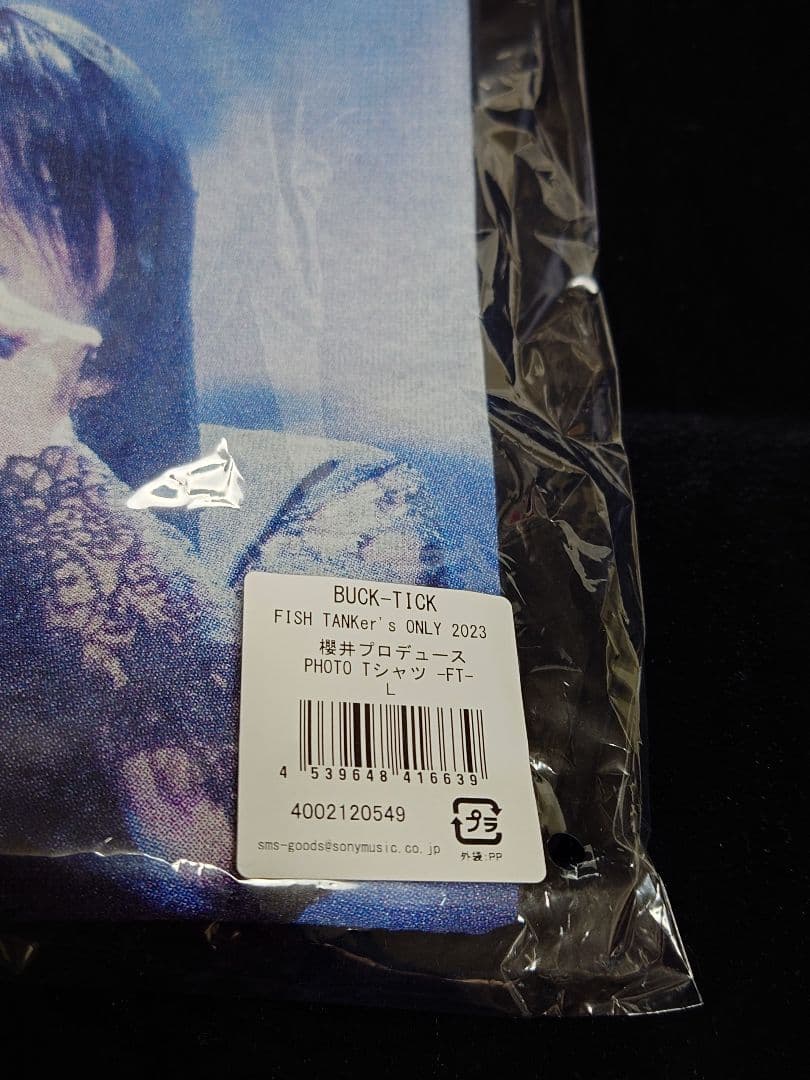 BUCK-TICK
FISH TANKer's ONLY 2023
櫻井プロデュース
PHOTO Tシャツ -FT-
L
4 539648 416639
4002120549
プラ
sms-goods@sonymusic.co.jp
外袋:PP